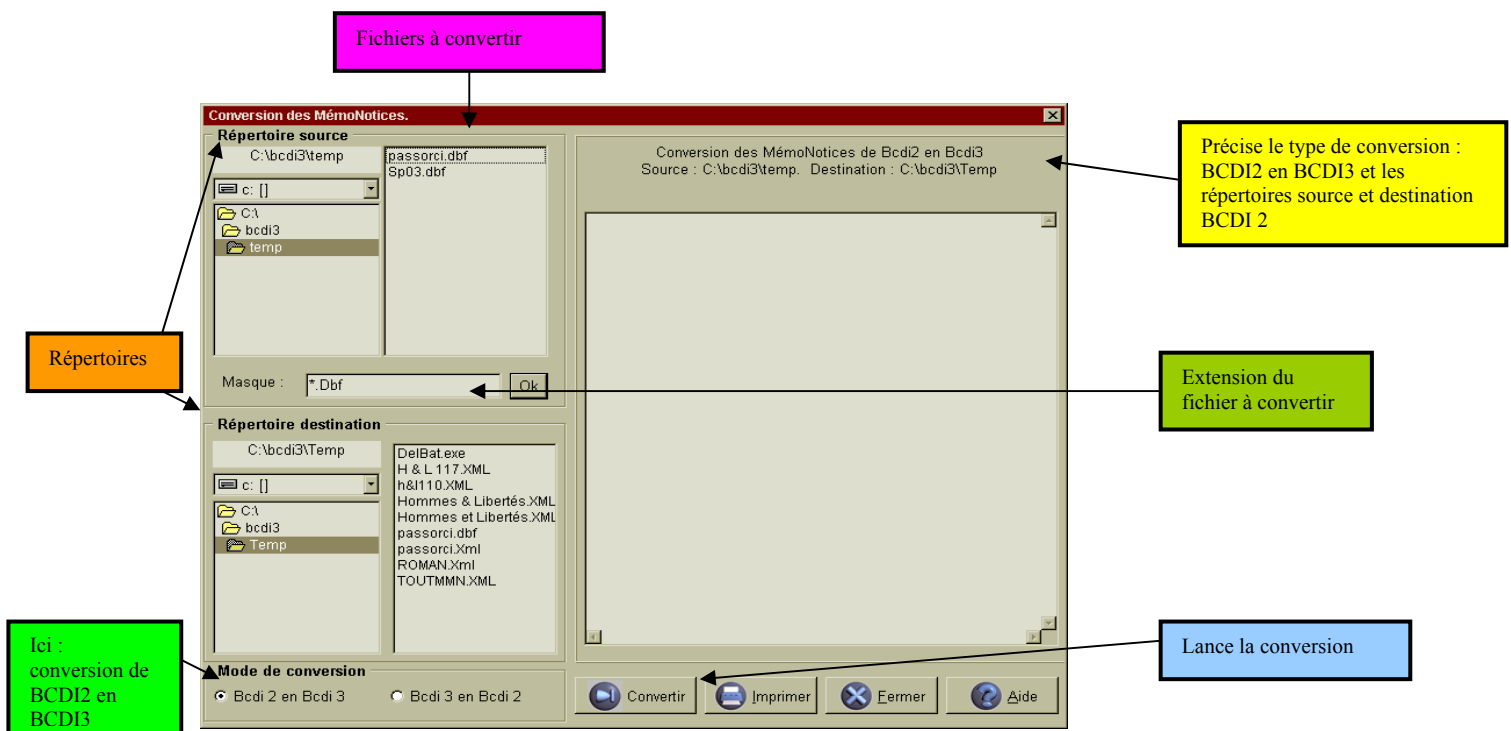 Fichiers à convertir
Conversion des MémoNotices.
Répertoire source
C:\bcdi3\temp
c: []
C:\
bcdi3
temp
passorci.dbf
Sp03.dbf
Masque :
*.Dbf
Ok
Répertoire destination
C:\bcdi3\Temp
c: []
C:\
bcdi3
Temp
DelBat.exe
H & L 117.XML
h&l110.XML
Hommes & Libertés.XML
Hommes et Libertés.XML
passorci.dbf
passorci.Xml
ROMAN.Xml
TOUTMMN.XML
Mode de conversion
Bcdi 2 en Bcdi 3
Bcdi 3 en Bcdi 2
Conversion des MémoNotices de Bcdi2 en Bcdi3
Source : C:\bcdi3\temp. Destination : C:\bcdi3\Temp
Convertir
Imprimer
Fermer
Aide
Répertoires
Ici :
conversion de
BCDI2 en
BCDI3
Précise le type de conversion :
BCDI2 en BCDI3 et les
répertoires source et destination
BCDI 2
Extension du
fichier à convertir
Lance la conversion